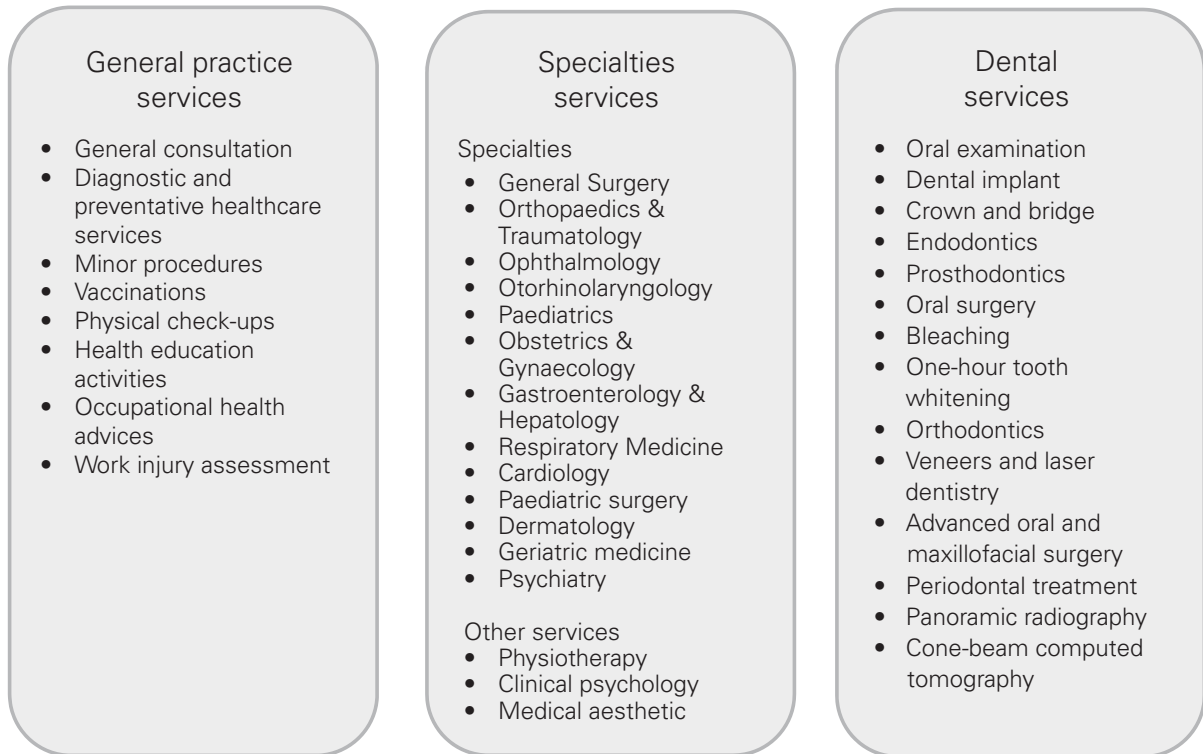 General practice
services
• General consultation
• Diagnostic and
preventative healthcare
services
• Minor procedures
• Vaccinations
• Physical check-ups
• Health education
activities
• Occupational health
advices
• Work injury assessment
Specialties
services
Specialties
• General Surgery
• Orthopaedics &
Traumatology
• Ophthalmology
• Otorhinolaryngology
• Paediatrics
• Obstetrics &
Gynaecology
• Gastroenterology &
Hepatology
• Respiratory Medicine
• Cardiology
• Paediatric surgery
• Dermatology
• Geriatric medicine
• Psychiatry
Other services
• Physiotherapy
• Clinical psychology
• Medical aesthetic
Dental
services
• Oral examination
• Dental implant
• Crown and bridge
• Endodontics
• Prosthodontics
• Oral surgery
• Bleaching
• One-hour tooth
whitening
• Orthodontics
• Veneers and laser
dentistry
• Advanced oral and
maxillofacial surgery
• Periodontal treatment
• Panoramic radiography
• Cone-beam computed
tomography